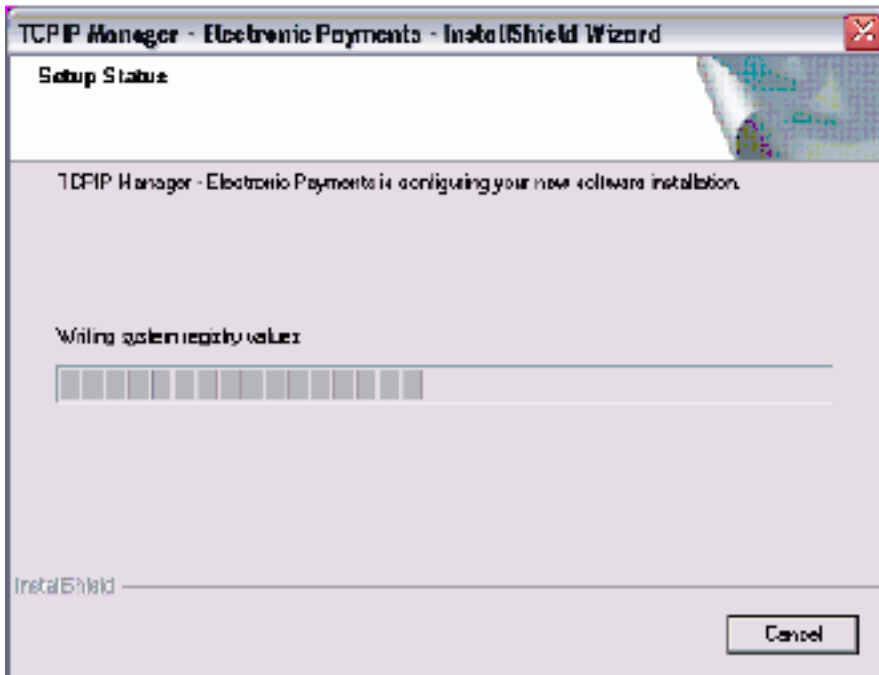 TCPIP Manager - Electronic Payments - InstallShield Wizard
Setup Status
TCPIP Manager - Electronic Payments is configuring your new software installation.
Writing system registry values
InstallShield
Cancel